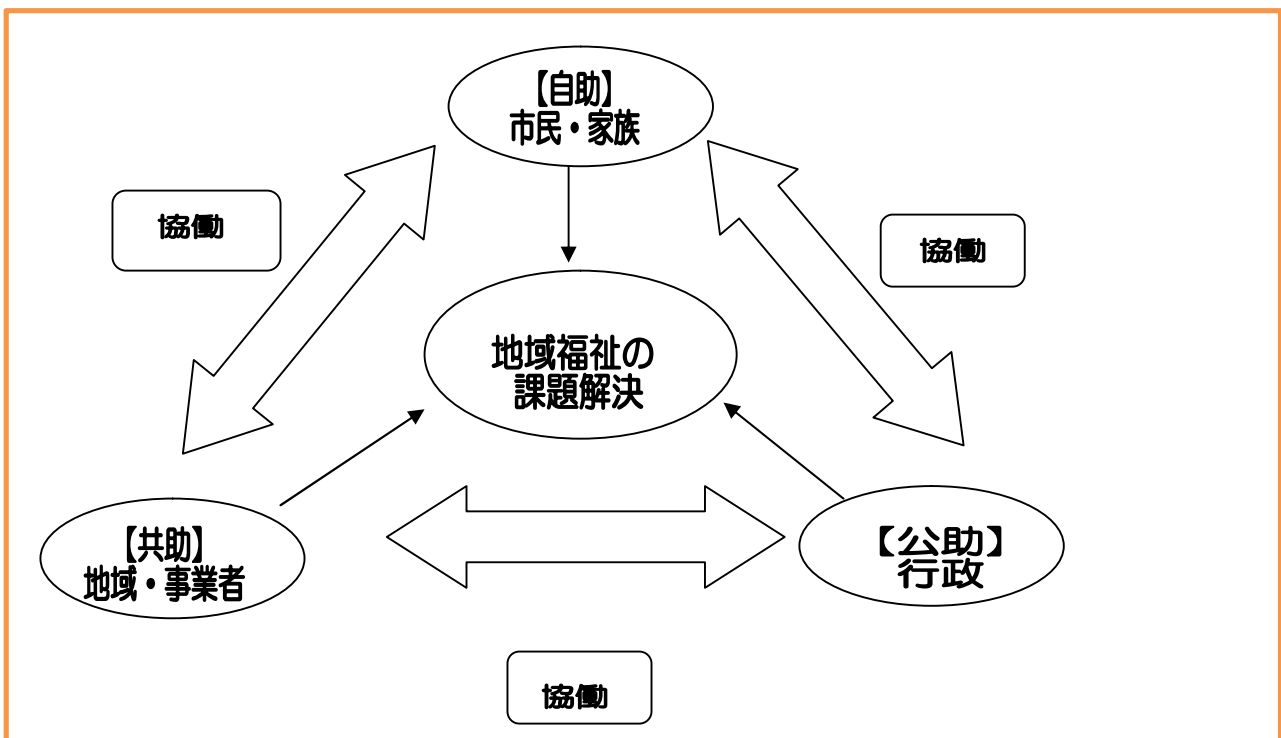 【自助】
市民・家族
協働
協働
地域福祉の
課題解決
【共助】
地域・事業者
【公助】
行政
協働